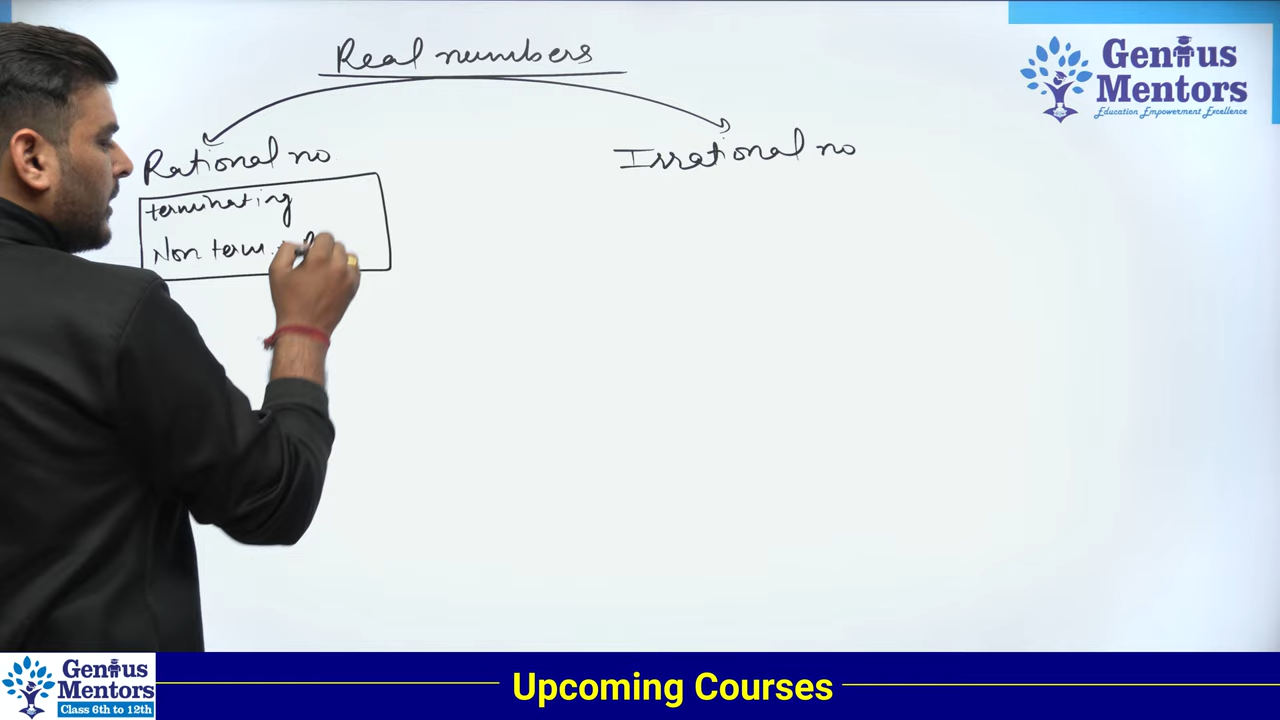 Real numbers
Rational no
Irrational no
terminating
Non term.
Genius
Mentors
Education Empowerment Excellence
Genius
Mentors
Class 6th to 12th
Upcoming Courses